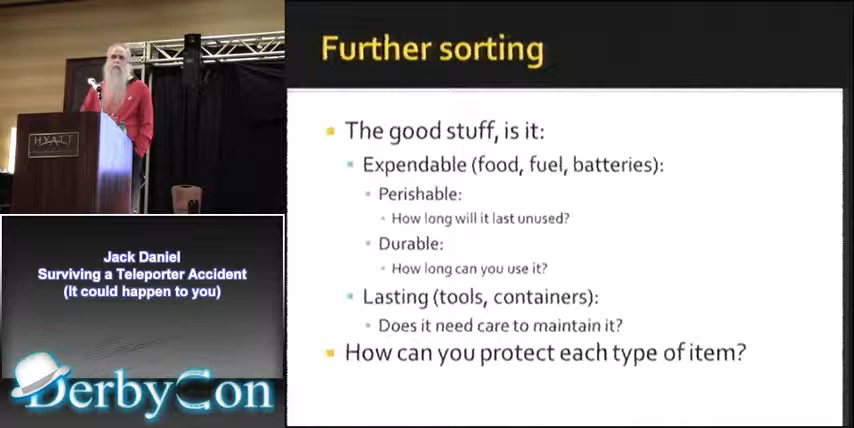 HYATT
Jack Daniel
Surviving a Teleporter Accident
(It could happen to you)
DerbyCon
Further sorting
The good stuff, is it:
Expendable (food, fuel, batteries):
Perishable:
How long will it last unused?
Durable:
How long can you use it?
Lasting (tools, containers):
Does it need care to maintain it?
How can you protect each type of item?